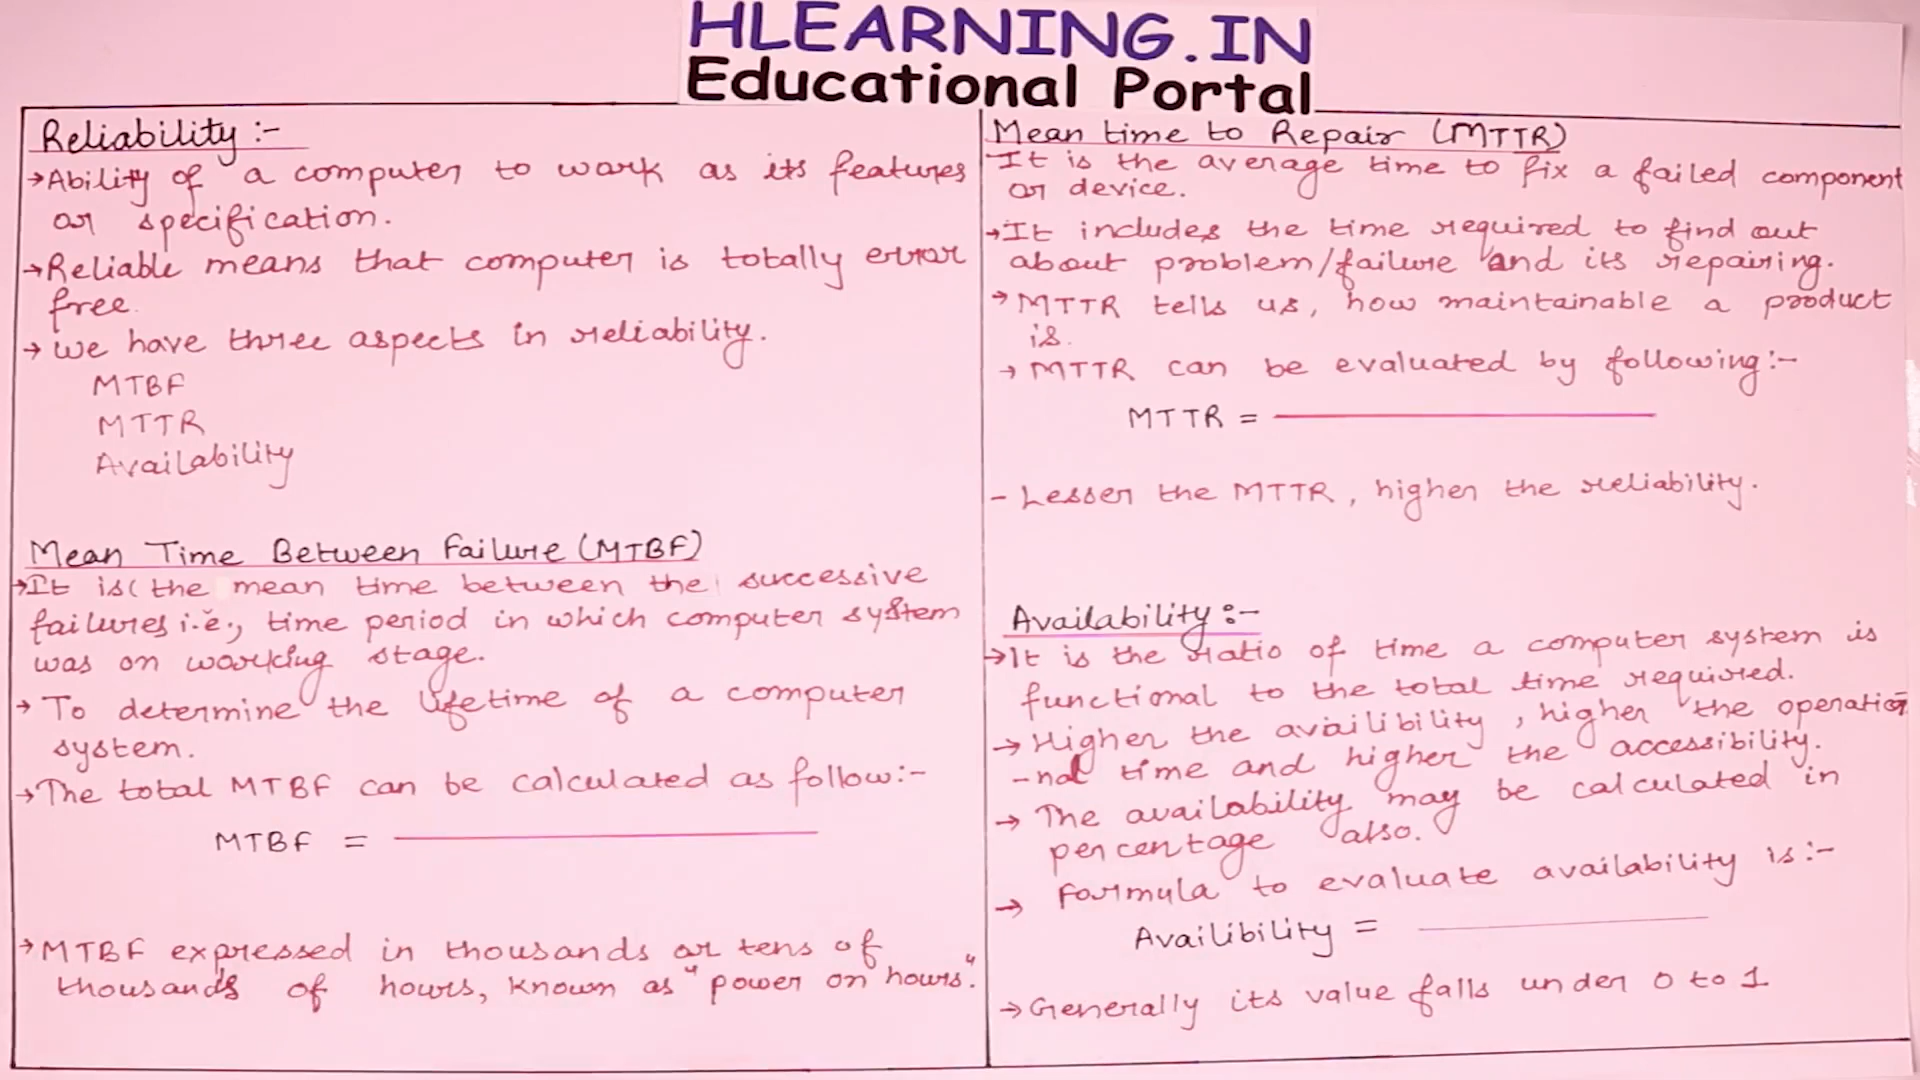 HLEARNING.IN
Educational Portal
Reliability :-
→Ability of a computer to work as its features
or specification.
→Reliable means that computer is totally error
free.
→ We have three aspects in reliability.
MTBF
MTTR
Availability
Mean Time Between Failure (MTBF)
→It is the mean time between the successive
failures i.e., time period in which computer system
was on working stage.
→ To determine the lifetime of a computer
system.
→The total MTBF can be calculated as follow:-
MTBF =
→MTBF expressed in thousands or tens of
thousands of hours, known as "power on hours".
Mean time to Repair (MTTR)
It is the average time to fix a failed component
or device.
→It includes the time required to find out
about problem/failure and its repairing.
→MTTR tells us, how maintainable a product
is.
→ MTTR can be evaluated by following:-
MTTR =
- Lesser the MTTR, higher the reliability.
Availability :-
→It is the ratio of time a computer system is
functional to the total time required.
→ Higher the availibility, higher the operatio
-nal time and higher the accessibility.
→ The availability may be calculated in
percentage also.
→ Formula to evaluate availability is:-
Availibility =
→Generally its value falls under 0 to 1